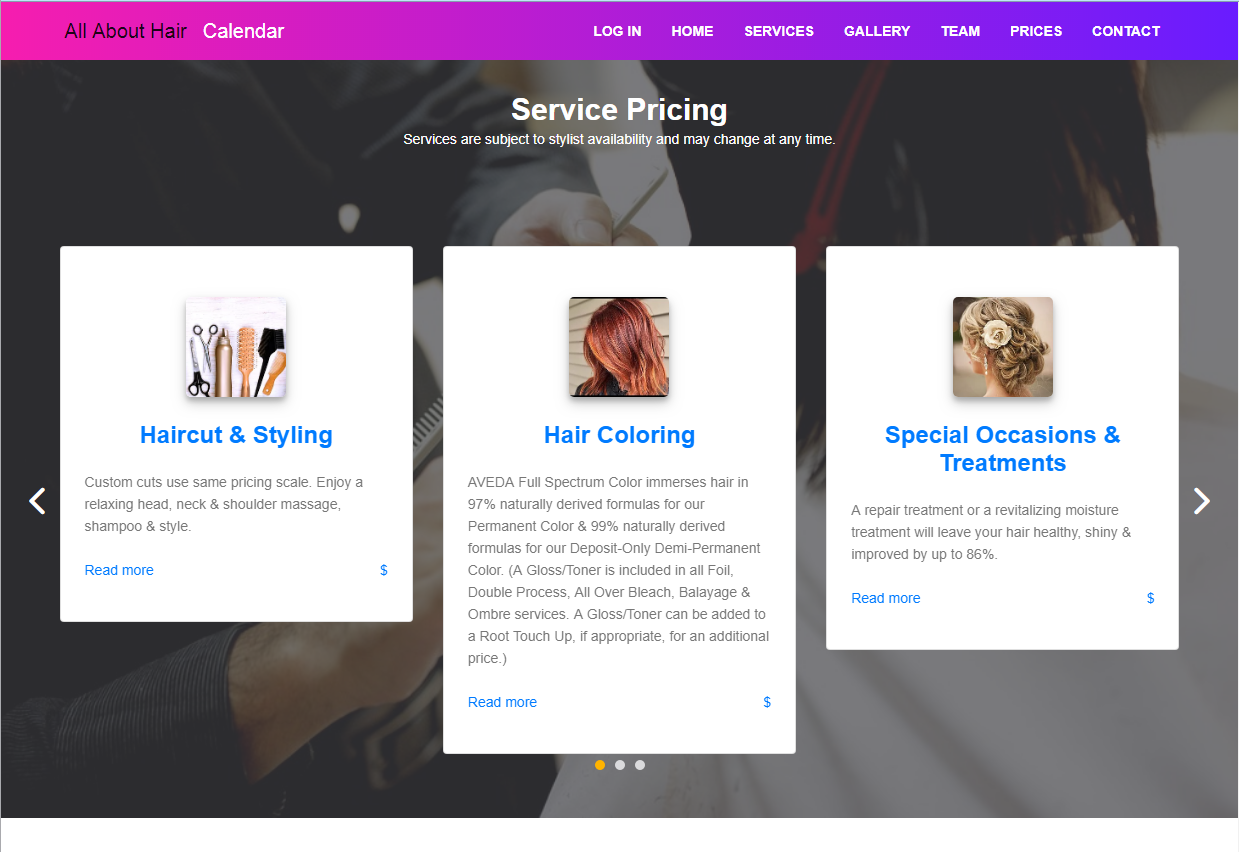 All About Hair Calendar LOG IN HOME SERVICES GALLERY TEAM PRICES CONTACT
Service Pricing
Services are subject to stylist availability and may change at any time.
Haircut & Styling
Custom cuts use same pricing scale. Enjoy a
relaxing head, neck & shoulder massage,
shampoo & style.
Read more $
Hair Coloring
AVEDA Full Spectrum Color immerses hair in
97% naturally derived formulas for our
Permanent Color & 99% naturally derived
formulas for our Deposit-Only Demi-Permanent
Color. (A Gloss/Toner is included in all Foil,
Double Process, All Over Bleach, Balayage &
Ombre services. A Gloss/Toner can be added to
a Root Touch Up, if appropriate, for an additional
price.)
Read more $
Special Occasions &
Treatments
A repair treatment or a revitalizing moisture
treatment will leave your hair healthy, shiny &
improved by up to 86%.
Read more $